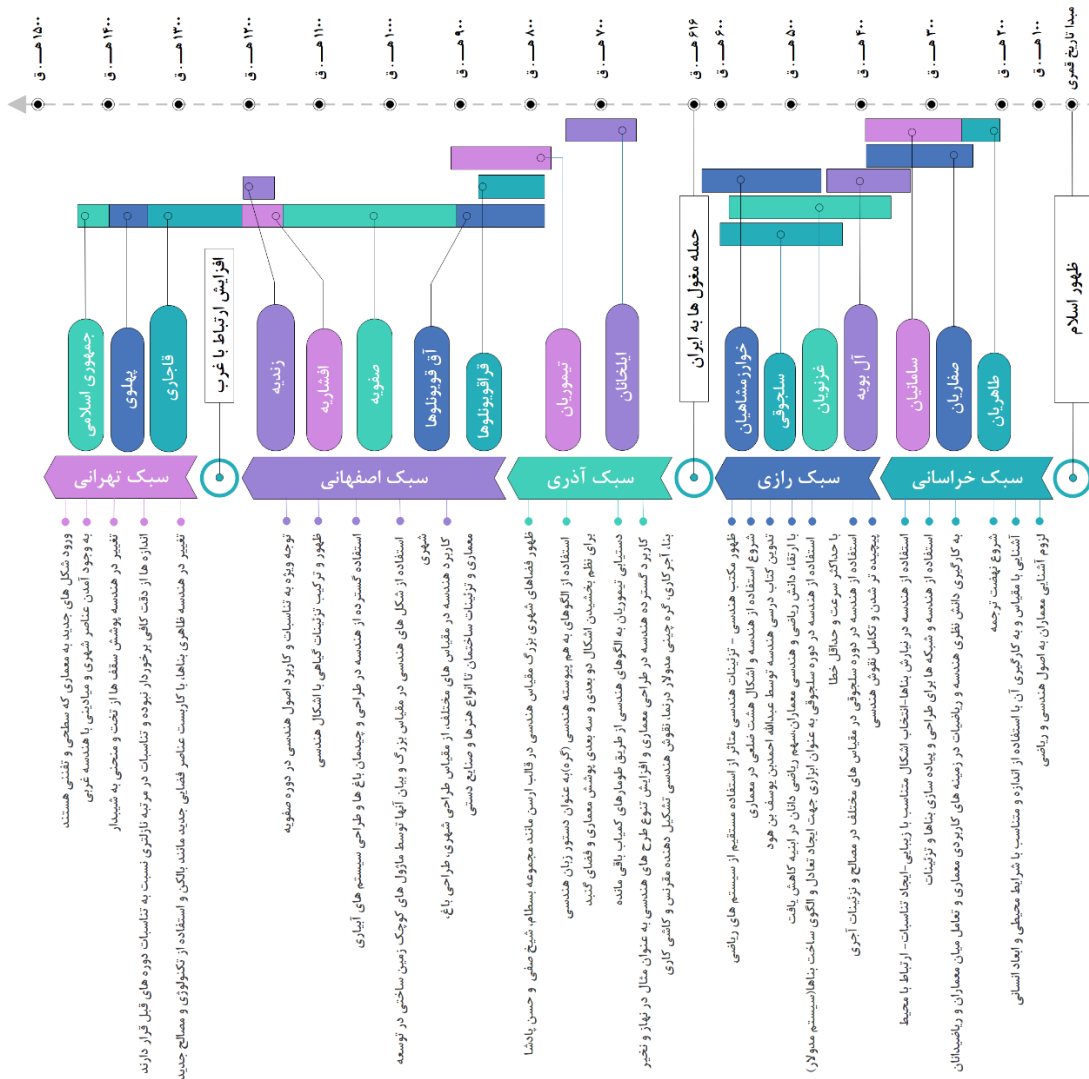 مبدا تاریخ قمری
۱۰۰ هـ . ق
۲۰۰ هـ . ق
۳۰۰ هـ . ق
۴۰۰ هـ . ق
۵۰۰ هـ . ق
۶۰۰ هـ . ق
۶۱۶ هـ . ق
۷۰۰ هـ . ق
۸۰۰ هـ . ق
۹۰۰ هـ . ق
۱۰۰۰ هـ . ق
۱۱۰۰ هـ . ق
۱۲۰۰ هـ . ق
۱۳۰۰ هـ . ق
۱۴۰۰ هـ . ق
۱۵۰۰ هـ . ق
ظهور اسلام
حمله مغول ها به ایران
افزایش ارتباط با غرب
طاهریان
صفاریان
سامانیان
آل بویه
غزنویان
سلجوقی
خوارزمشاهیان
ایلخانان
تیموریان
قراقویونلوها
آق قویونلوها
صفویه
افشاریه
زندیه
قاجاری
پهلوی
جمهوری اسلامی
سبک خراسانی
سبک رازی
سبک آذری
سبک اصفهانی
سبک تهرانی
لزوم آشنایی معماران به اصول هندسی و ریاضی
آشنایی با مقیاس و به کارگیری آن با استفاده از اندازه و متناسب با شرایط محیطی و ابعاد انسانی
شروع نهضت ترجمه
به کارگیری دانش نظری هندسه و ریاضیات در زمینه های کاربردی معماری و تعامل میان معماران و ریاضیدانان
استفاده از هندسه و شبکه ها برای طراحی و پیاده سازی بناها و تزئینات
استفاده از هندسه در نیارش بناها-انتخاب اشکال متناسب با زیبایی-ایجاد تناسبات- ارتباط با محیط
پیچیده تر شدن و تکامل نقوش هندسی
استفاده از هندسه در دوره سلجوقی در مقیاس های مختلف در مصالح و تزئینات آجری
با حداکثر سرعت و حداقل خطا
استفاده از هندسه در دوره سلجوقی به عنوان ابزاری جهت ایجاد تعادل و الگوی ساخت بناها(سیستم مدولار)
با ارتقاء دانش ریاضی و هندسی معماران،سهم ریاضی دانان در ابنیه کاهش یافت
تدوین کتاب درسی هندسه توسط عبدالله احمدبن یوسف بن هود
شروع استفاده از هندسه و اشکال هشت ضلعی در معماری
ظهور مکتب هندسی - تزئینات هندسی متاثر از استفاده مستقیم از سیستم های ریاضی
بنا، آجرکاری، گره چینی مدولار درنما، نقوش هندسی تشکیل دهنده مقرنس و کاشی کاری
کاربرد گسترده هندسه در طراحی معماری و افزایش تنوع طرح های هندسی به عنوان مثال در نهاز و نخیر
دستیابی تیموریان به الگوهای هندسی از طریق طومارهای کمیاب باقی مانده
برای نظم بخشیدن اشکال دو بعدی و سه بعدی پوشش معماری و فضای گنبد
استفاده از الگوهای به هم پیوسته هندسی (گره)به عنوان دستور زبان هندسی
ظهور فضاهای شهری بزرگ مقیاس هندسی در قالب ارسن مانند مجموعه بسطام، شیخ صفی و حسن پادشا
معماری و تزئینات ساختمان تا انواع هنرها و صنایع دستی
کاربرد هندسه در مقیاس های مختلف، از مقیاس طراحی شهری، طراحی باغ،
شهری
استفاده از شکل های هندسی در مقیاس بزرگ و بیان آنها توسط ماژول های کوچک زمین ساختی در توسعه
استفاده گسترده از هندسه در طراحی و چیدمان باغ ها و طراحی سیستم های آبیاری
ظهور و ترکیب تزئینات گیاهی با اشکال هندسی
توجه ویژه به تناسبات و کاربرد اصول هندسی در دوره صفویه
تغییر در هندسه ظاهری بناها، با کاربست عناصر فضایی جدید مانند بالکن و استفاده از تکنولوژی و مصالح جدید
اندازه ها از دقت کافی برخوردار نبوده و تناسبات در مرتبه نازلتری نسبت به تناسبات دوره های قبل قرار دارند
تغییر در هندسه پوشش سقف ها از تخت و منحنی به شیبدار
به وجود آمدن عناصر شهری و میادینی با هندسه غربی
ورود شکل های جدید به معماری که سطحی و تفننی هستند